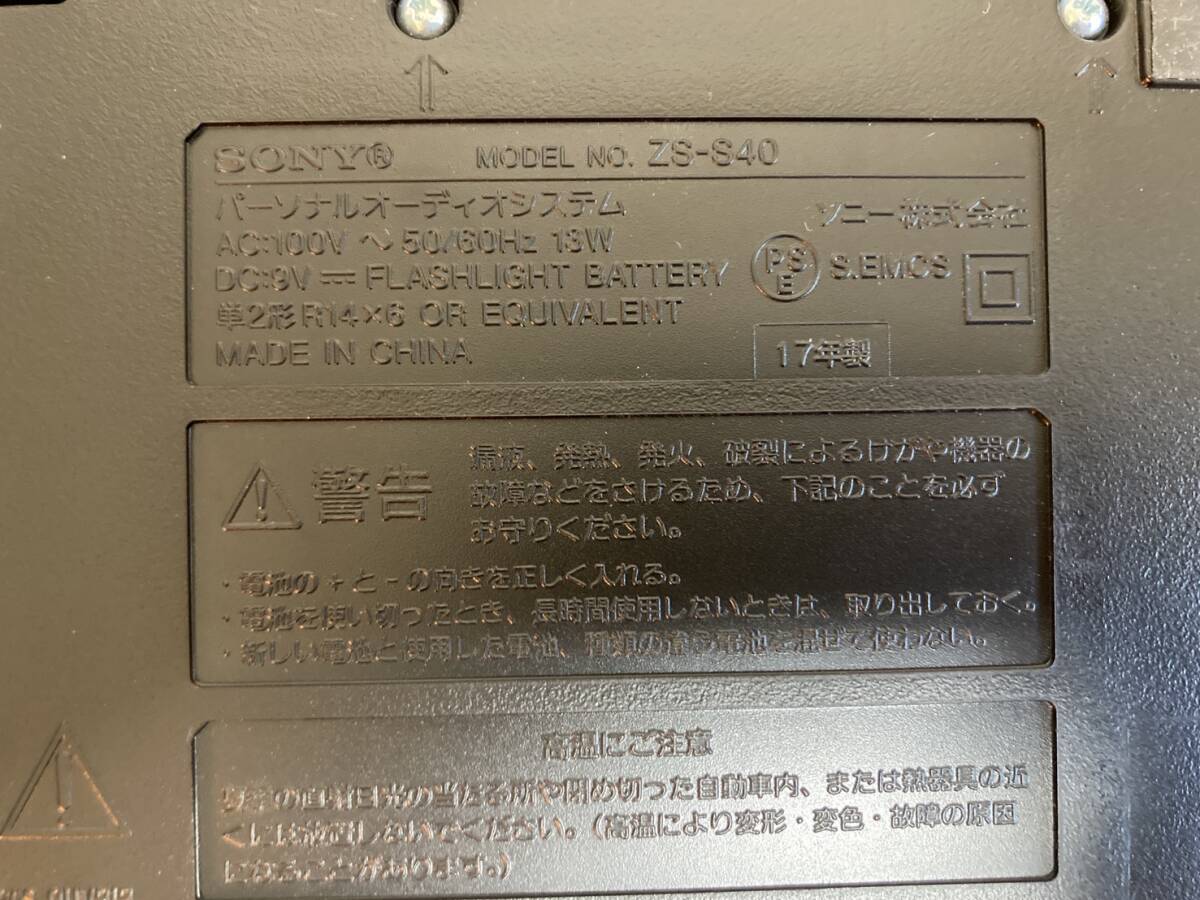 SONY® MODEL NO. ZS-S40
パーソナルオーディオシステム
ソニー株式会社
AC:100V ～ 50/60Hz 13W
DC:9V ⎓ FLASHLIGHT BATTERY
PSE S.EMCS
単2形R14×6 OR EQUIVALENT
MADE IN CHINA
17年製
警告
漏液、発熱、発火、破裂によるけがや機器の
故障などをさけるため、下記のことを必ず
お守りください。
・電池の + と - の向きを正しく入れる。
・電池を使い切ったとき、長時間使用しないときは、取り出しておく。
・新しい電池と使用した電池、種類の違う電池を混ぜて使わない。
高温にご注意
の直射日光の当たる所や閉め切った自動車内、または熱器具の近
くには放置しないでください。(高温により変形・変色・故障の原因
になることがあります。)